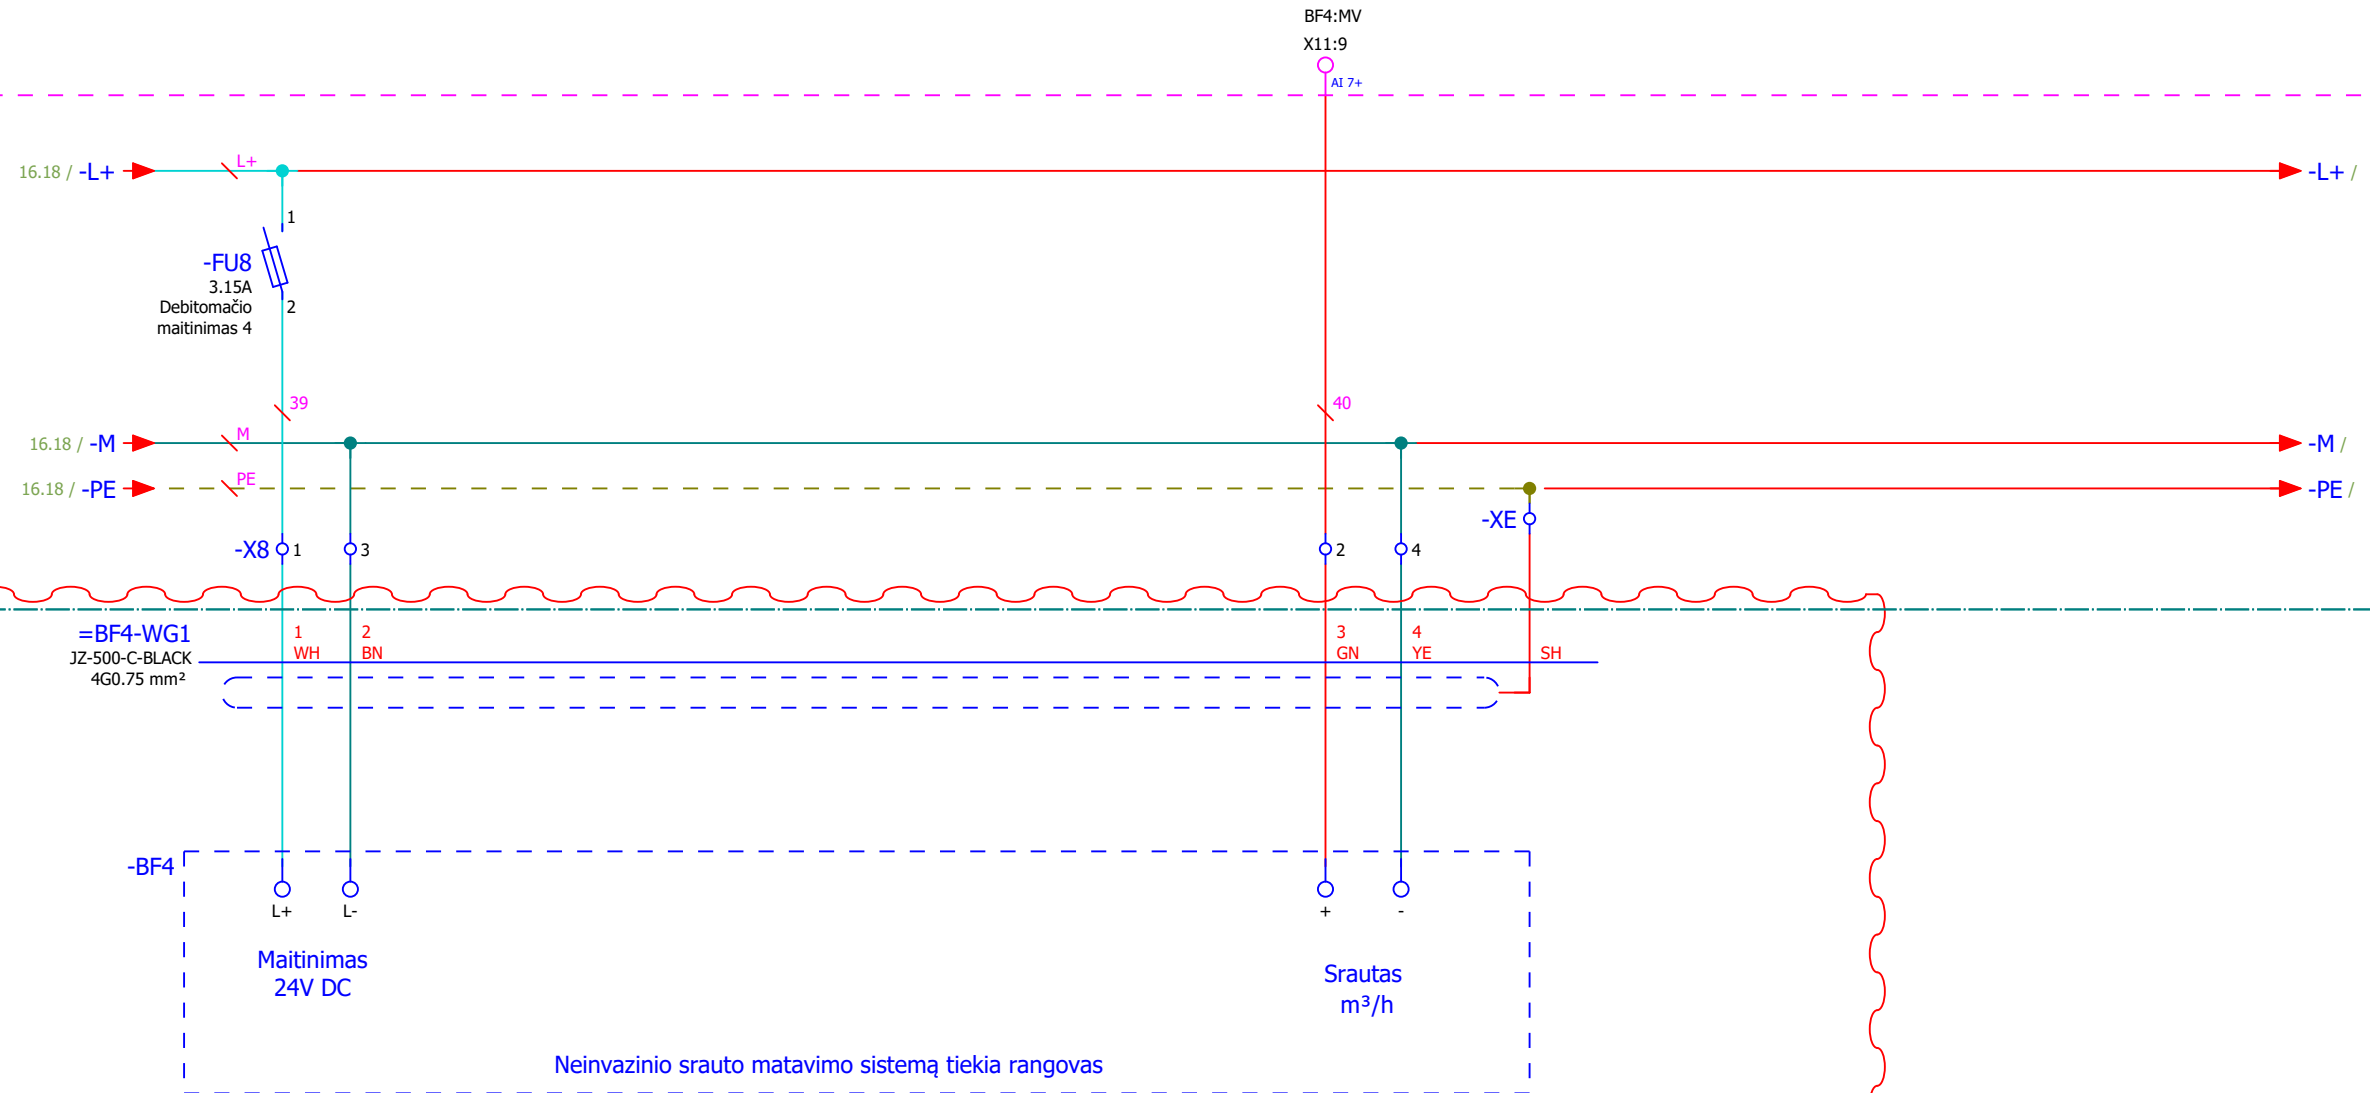 BF4:MV
X11:9
AI 7+
16.18 / -L+
L+
-L+ /
1
-FU8
3.15A
Debitomačio
maitinimas 4
2
39
40
16.18 / -M
M
-M /
16.18 / -PE
PE
-PE /
-XE
-X8
1
3
2
4
=BF4-WG1
JZ-500-C-BLACK
4G0.75 mm²
1
WH
2
BN
3
GN
4
YE
SH
-BF4
L+
L-
+
-
Maitinimas
24V DC
Srautas
m³/h
Neinvazinio srauto matavimo sistemą tiekia rangovas